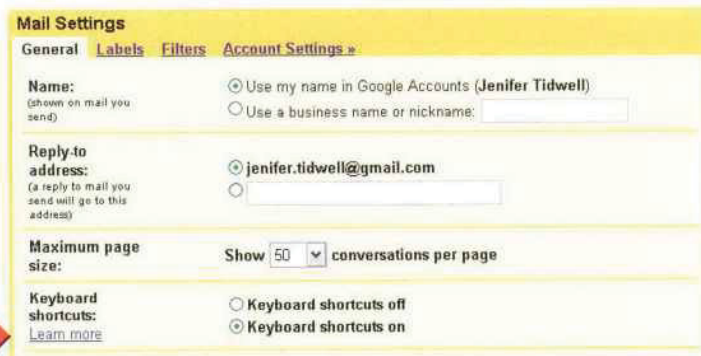 Mail Settings
General Labels Filters Account Settings »
Name:
(shown on mail you
send)
Use my name in Google Accounts (Jenifer Tidwell)
Use a business name or nickname:
Reply-to
address:
(a reply to mail you
send will go to this
address)
jenifer.tidwell@gmail.com
Maximum page
size:
Show 50 conversations per page
Keyboard
shortcuts:
Learn more
Keyboard shortcuts off
Keyboard shortcuts on